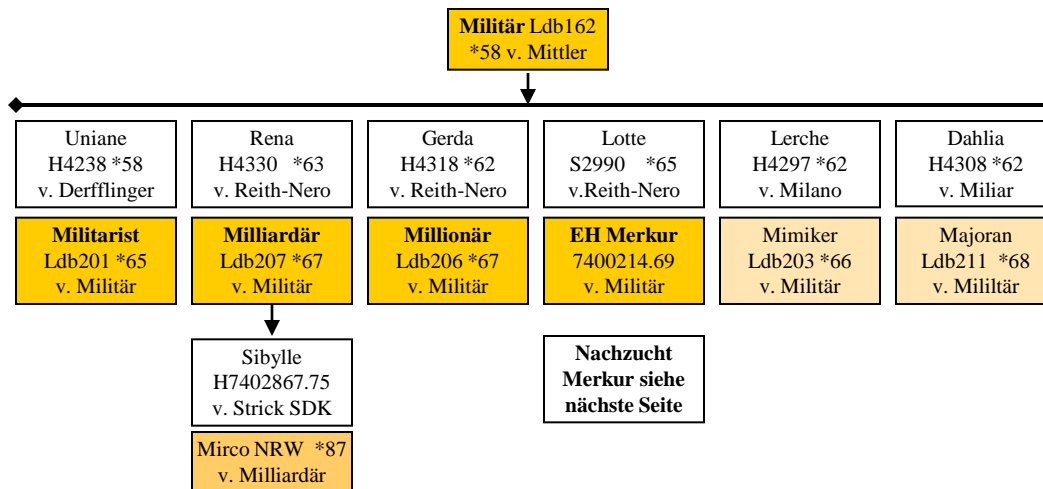 Militär Ldb162
*58 v. Mittler
Uniane
H4238 *58
v. Derfflinger
Rena
H4330 *63
v. Reith-Nero
Gerda
H4318 *62
v. Reith-Nero
Lotte
S2990 *65
v.Reith-Nero
Lerche
H4297 *62
v. Milano
Dahlia
H4308 *62
v. Miliar
Militarist
Ldb201 *65
v. Militär
Milliardär
Ldb207 *67
v. Militär
Millionär
Ldb206 *67
v. Militär
EH Merkur
7400214.69
v. Militär
Mimiker
Ldb203 *66
v. Militär
Majoran
Ldb211 *68
v. Mililtär
Sibylle
H7402867.75
v. Strick SDK
Nachzucht
Merkur siehe
nächste Seite
Mirco NRW *87
v. Milliardär